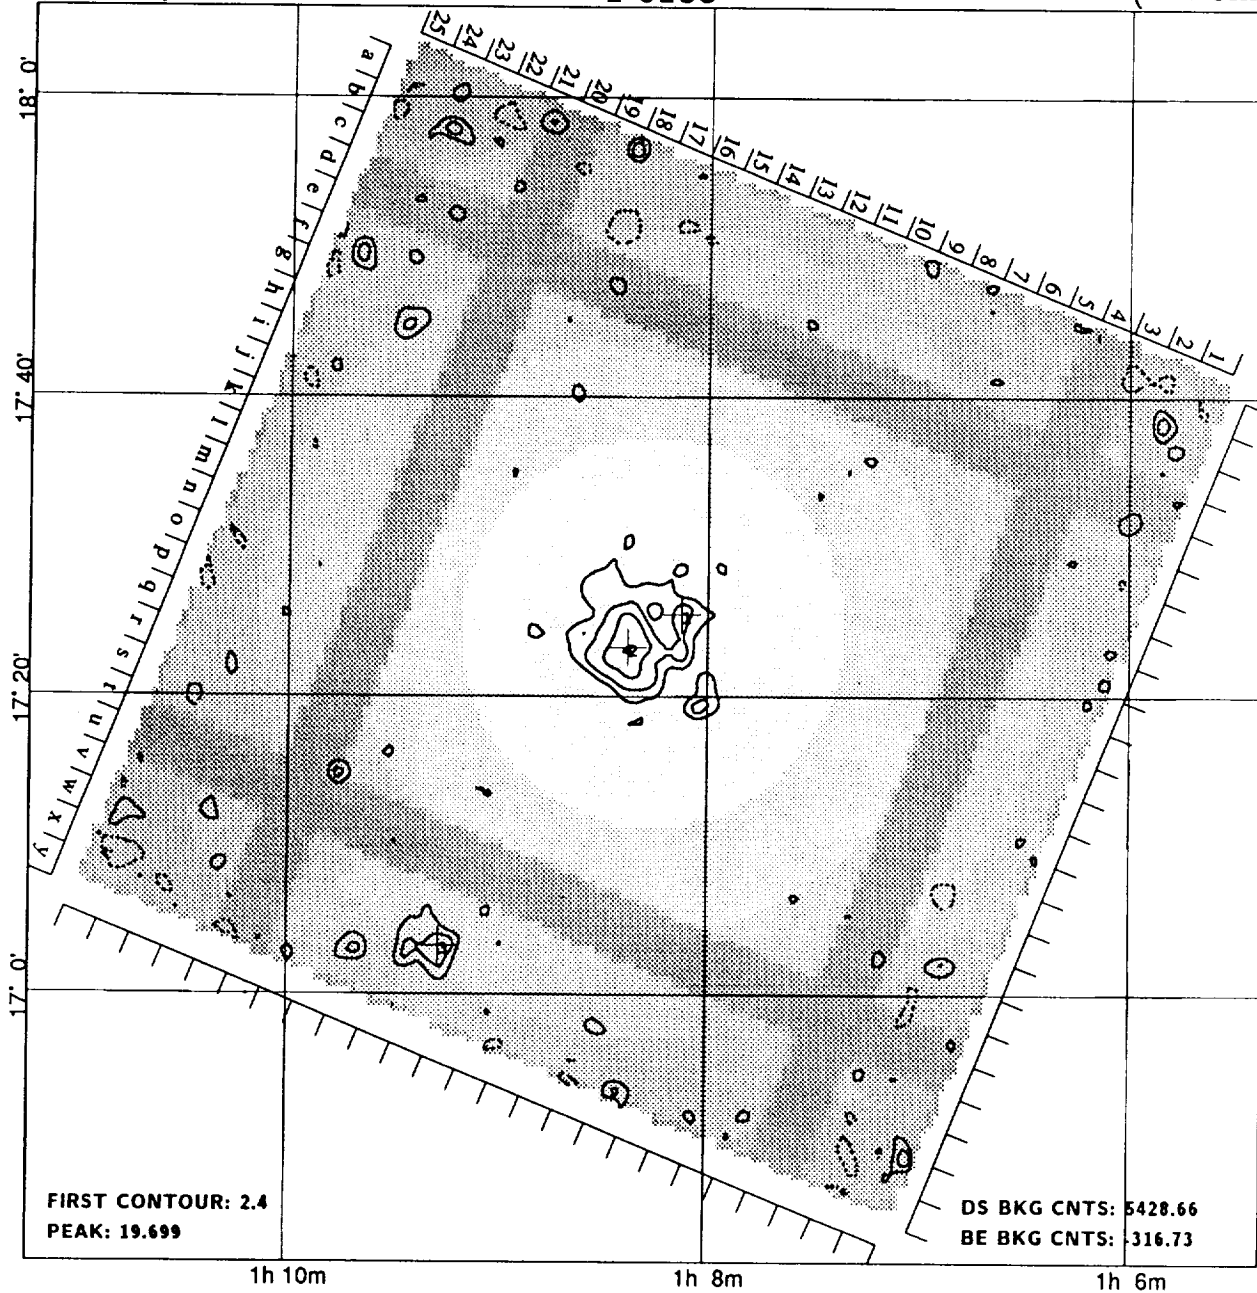 25 24 23 22 21 20 19 18 17 16 15 14 13 12 11 10 9 8 7 6 5 4 3 2 1
a b c d e f g h i j k l m n o p q r s t u v w x y
18° 0'
17° 40'
17° 20'
17° 0'
FIRST CONTOUR: 2.4
PEAK: 19.699
DS BKG CNTS: 5428.66
BE BKG CNTS: -316.73
1h 10m
1h 8m
1h 6m